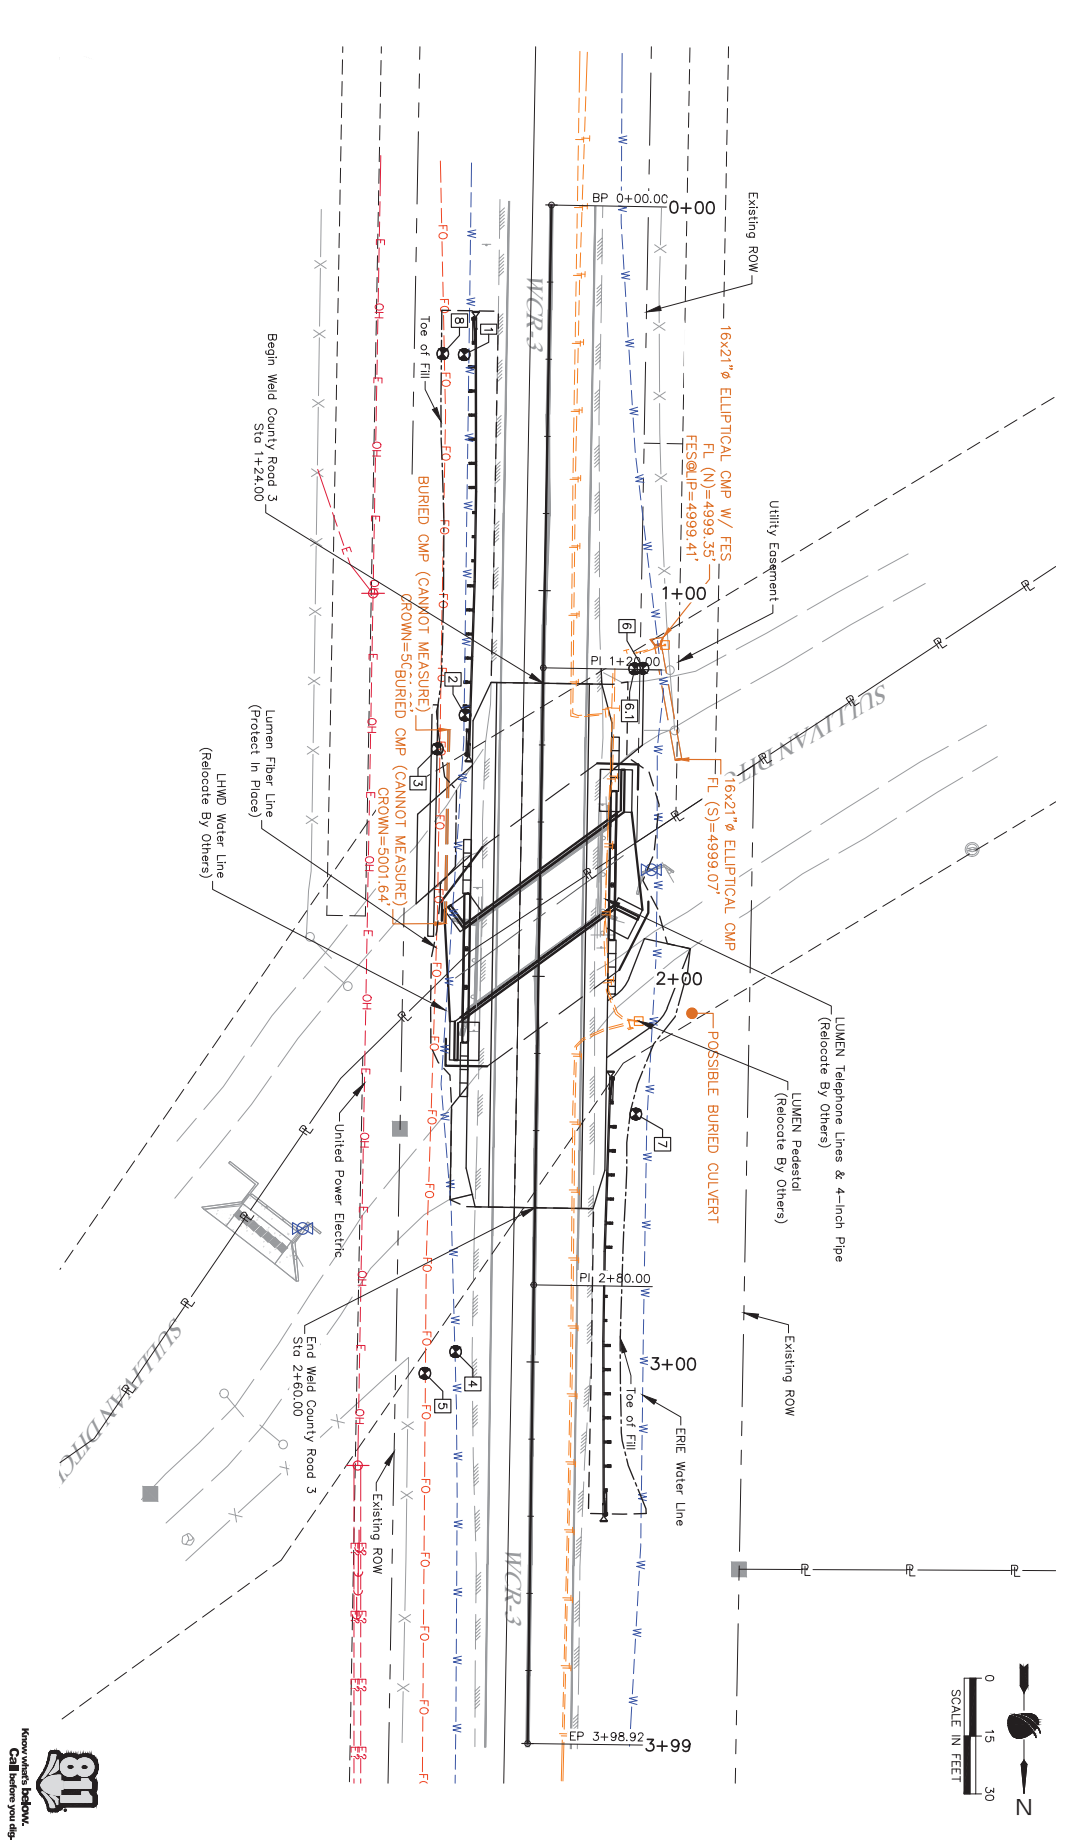 BP 0+00.00
0+00
Existing ROW
WCR-3
16x21"ø ELLIPTICAL CMP W/ FES
FL (N)=4999.35'
FES@LIP=4999.41'
Utility Easement
1+00
PI 1+20.00
6
6.1
8
1
Toe of Fill
Begin Weld County Road 3
Sta 1+24.00
BURIED CMP (CANNOT MEASURE)
BURIED CMP (CANNOT MEASURE)
CROWN=5001.64'
2
3
Lumen Fiber Line
(Protect In Place)
LHWD Water Line
(Relocate By Others)
16x21"ø ELLIPTICAL CMP
FL (S)=4999.07'
2+00
POSSIBLE BURIED CULVERT
LUMEN Telephone Lines & 4-Inch Pipe
(Relocate By Others)
LUMEN Pedestal
(Relocate By Others)
7
United Power Electric
PI 2+80.00
End Weld County Road 3
Sta 2+60.00
4
5
3+00
Toe of Fill
ERIE Water Line
Existing ROW
Existing ROW
SULLIVAN DITCH
WCR-3
EP 3+98.92
3+99
0 15 30
SCALE IN FEET
N
811
Know what's below.
Call before you dig.